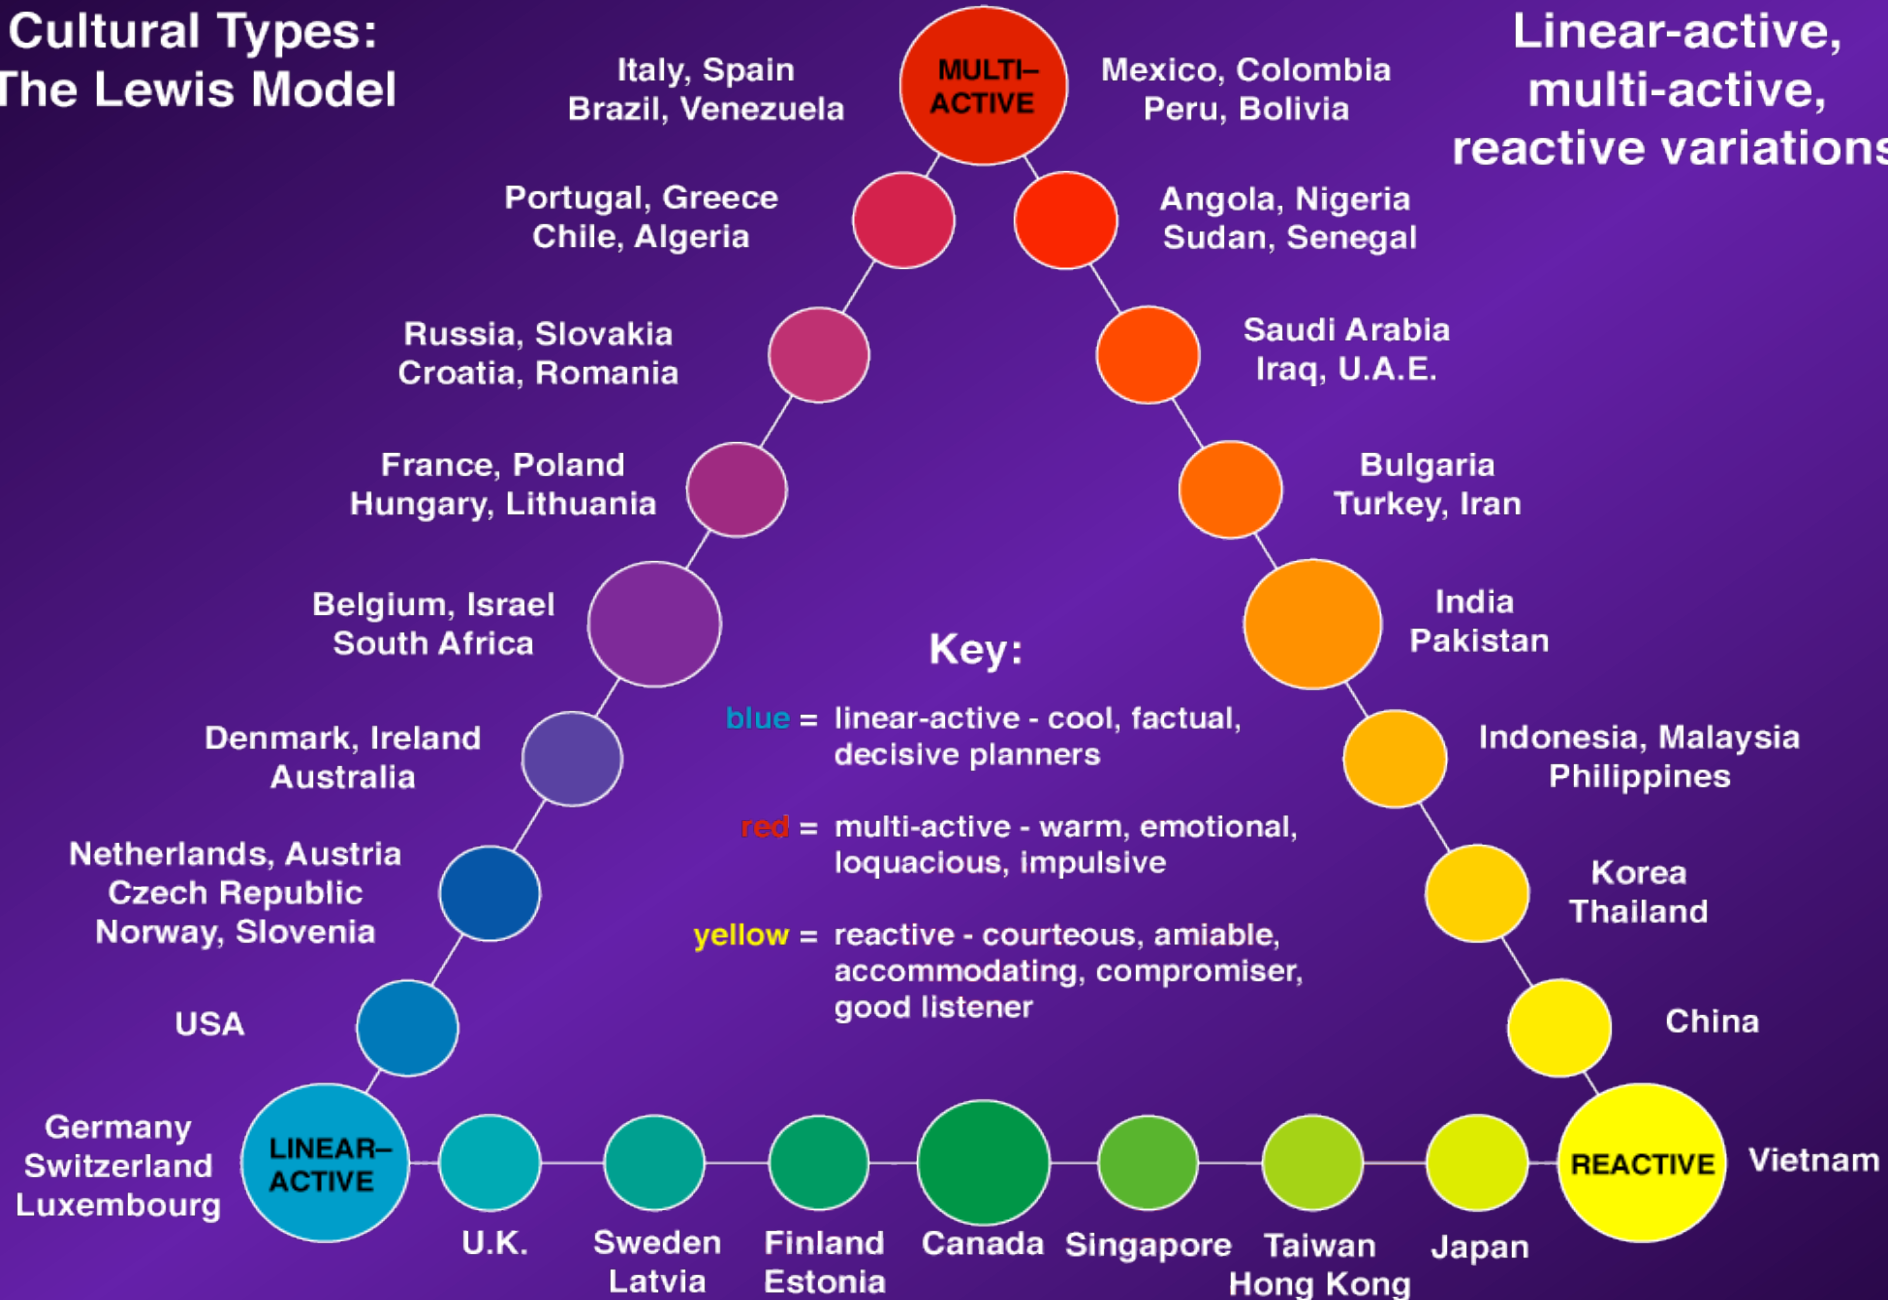 Cultural Types:
The Lewis Model
Linear-active,
multi-active,
reactive variations
MULTI–
ACTIVE
Italy, Spain
Brazil, Venezuela
Mexico, Colombia
Peru, Bolivia
Portugal, Greece
Chile, Algeria
Angola, Nigeria
Sudan, Senegal
Russia, Slovakia
Croatia, Romania
Saudi Arabia
Iraq, U.A.E.
France, Poland
Hungary, Lithuania
Bulgaria
Turkey, Iran
Belgium, Israel
South Africa
India
Pakistan
Denmark, Ireland
Australia
Indonesia, Malaysia
Philippines
Netherlands, Austria
Czech Republic
Norway, Slovenia
Korea
Thailand
USA
China
Key:
blue = linear-active - cool, factual,
decisive planners
red = multi-active - warm, emotional,
loquacious, impulsive
yellow = reactive - courteous, amiable,
accommodating, compromiser,
good listener
Germany
Switzerland
Luxembourg
LINEAR–
ACTIVE
REACTIVE
Vietnam
U.K.
Sweden
Latvia
Finland
Estonia
Canada
Singapore
Taiwan
Hong Kong
Japan